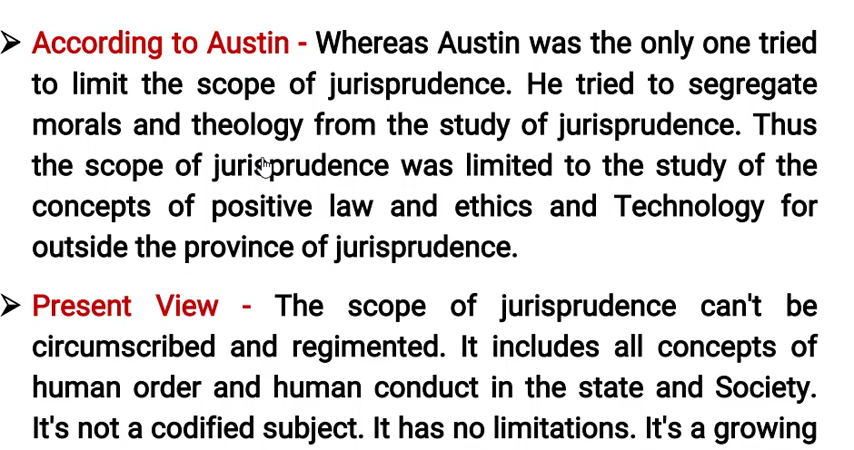 ➢ According to Austin - Whereas Austin was the only one tried
to limit the scope of jurisprudence. He tried to segregate
morals and theology from the study of jurisprudence. Thus
the scope of jurisprudence was limited to the study of the
concepts of positive law and ethics and Technology for
outside the province of jurisprudence.
➢ Present View - The scope of jurisprudence can't be
circumscribed and regimented. It includes all concepts of
human order and human conduct in the state and Society.
It's not a codified subject. It has no limitations. It's a growing